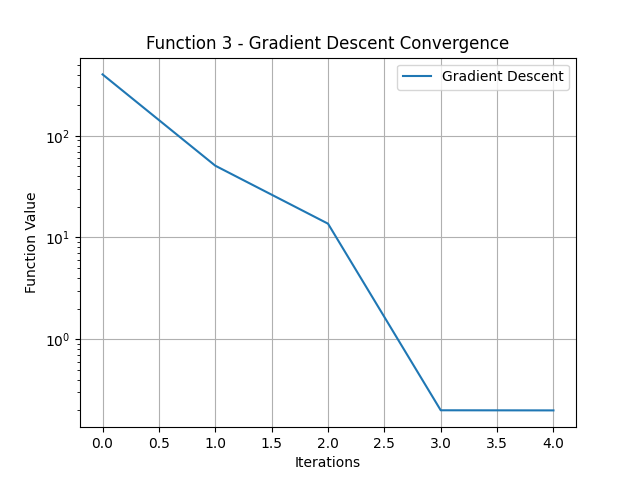 Function 3 - Gradient Descent Convergence
Gradient Descent
Function Value
10²
10¹
10⁰
0.0 0.5 1.0 1.5 2.0 2.5 3.0 3.5 4.0
Iterations